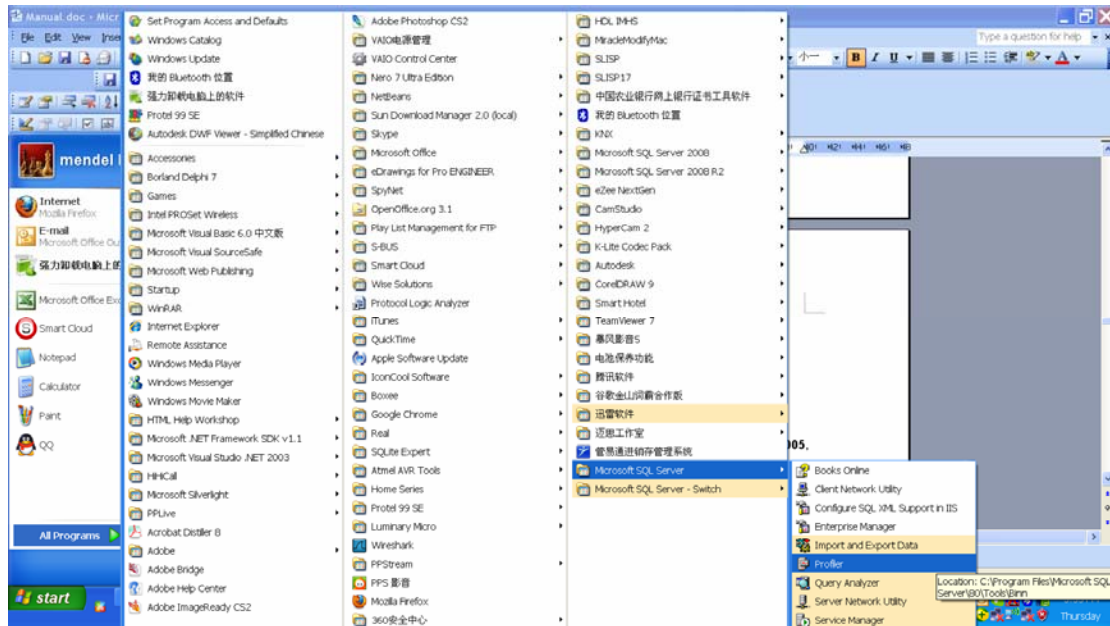 Manual.doc - Micr
File Edit View Inser
Type a question for help
小一
B I U
mendel
Internet
Mozilla Firefox
E-mail
Microsoft Office Ou
强力卸载电脑上的
Microsoft Office Exc
Smart Cloud
Notepad
Calculator
Paint
QQ
All Programs
start
Set Program Access and Defaults
Windows Catalog
Windows Update
我的 Bluetooth 位置
强力卸载电脑上的软件
Protel 99 SE
Autodesk DWF Viewer - Simplified Chinese
Accessories
Borland Delphi 7
Games
Intel PROSet Wireless
Microsoft Visual Basic 6.0 中文版
Microsoft Visual SourceSafe
Microsoft Web Publishing
Startup
WinRAR
Internet Explorer
Remote Assistance
Windows Media Player
Windows Messenger
Windows Movie Maker
HTML Help Workshop
Microsoft .NET Framework SDK v1.1
Microsoft Visual Studio .NET 2003
HHCal
Microsoft Silverlight
PPLive
Acrobat Distiller 8
Adobe
Adobe Bridge
Adobe Help Center
Adobe ImageReady CS2
Adobe Photoshop CS2
VAIO电源管理
VAIO Control Center
Nero 7 Ultra Edition
NetBeans
Sun Download Manager 2.0 (local)
Skype
Microsoft Office
eDrawings for Pro ENGINEER
SpyNet
OpenOffice.org 3.1
Play List Management for FTP
S-BUS
Smart Cloud
Wise Solutions
Protocol Logic Analyzer
iTunes
QuickTime
Apple Software Update
IconCool Software
Boxee
Google Chrome
Real
SQLite Expert
Atmel AVR Tools
Home Series
Protel 99 SE
Luminary Micro
Wireshark
PPStream
PPS 影音
Mozilla Firefox
360安全中心
HDL IMHS
MiradeModifyMac
SLISP
SLISP17
中国农业银行网上银行证书工具软件
我的 Bluetooth 位置
KNX
Microsoft SQL Server 2008
Microsoft SQL Server 2008 R2
eZee NextGen
CamStudio
HyperCam 2
K-Lite Codec Pack
Autodesk
CorelDRAW 9
Smart Hotel
TeamViewer 7
暴风影音5
电池保养功能
腾讯软件
谷歌金山词霸合作版
迅雷软件
迈思工作室
管易通进销存管理系统
Microsoft SQL Server
Microsoft SQL Server - Switch
005.
Books Online
Client Network Utility
Configure SQL XML Support in IIS
Enterprise Manager
Import and Export Data
Profiler
Query Analyzer
Server Network Utility
Service Manager
Location: C:\Program Files\Microsoft SQL
Server\80\Tools\Binn
Thursday